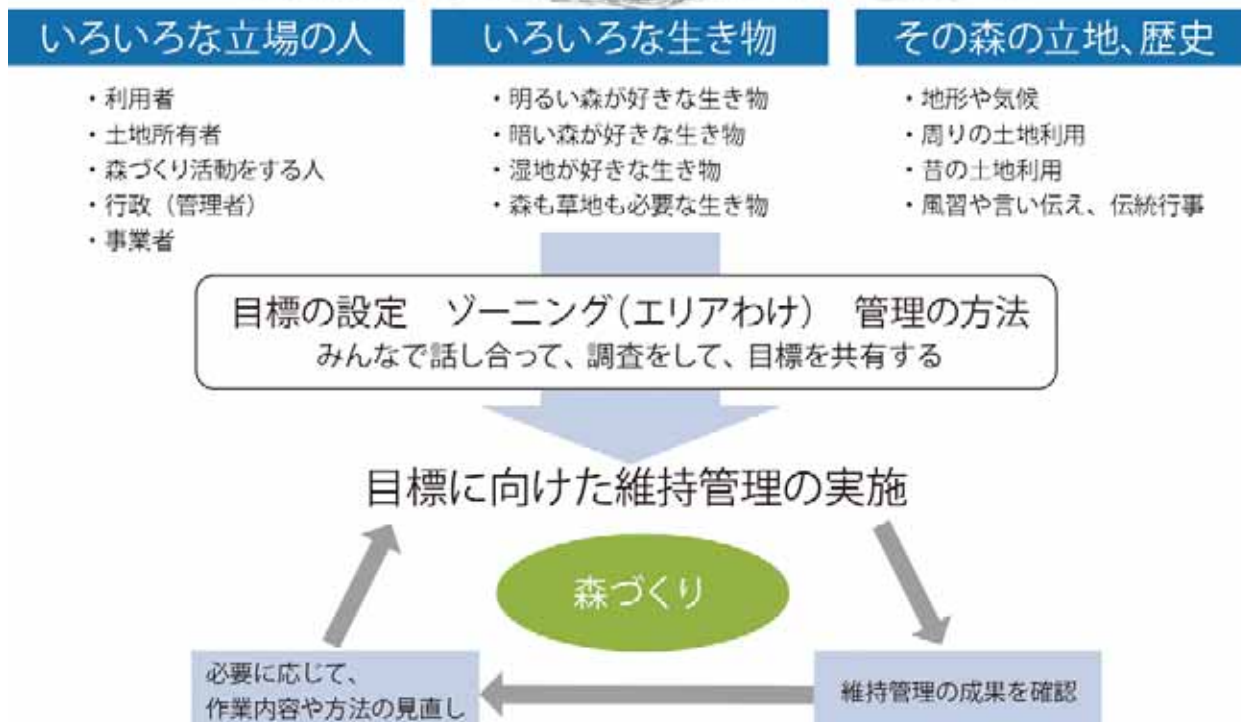 いろいろな立場の人
・利用者
・土地所有者
・森づくり活動をする人
・行政（管理者）
・事業者
いろいろな生き物
・明るい森が好きな生き物
・暗い森が好きな生き物
・湿地が好きな生き物
・森も草地も必要な生き物
その森の立地、歴史
・地形や気候
・周りの土地利用
・昔の土地利用
・風習や言い伝え、伝統行事
目標の設定　ゾーニング（エリアわけ）　管理の方法
みんなで話し合って、調査をして、目標を共有する
目標に向けた維持管理の実施
森づくり
維持管理の成果を確認
必要に応じて、
作業内容や方法の見直し